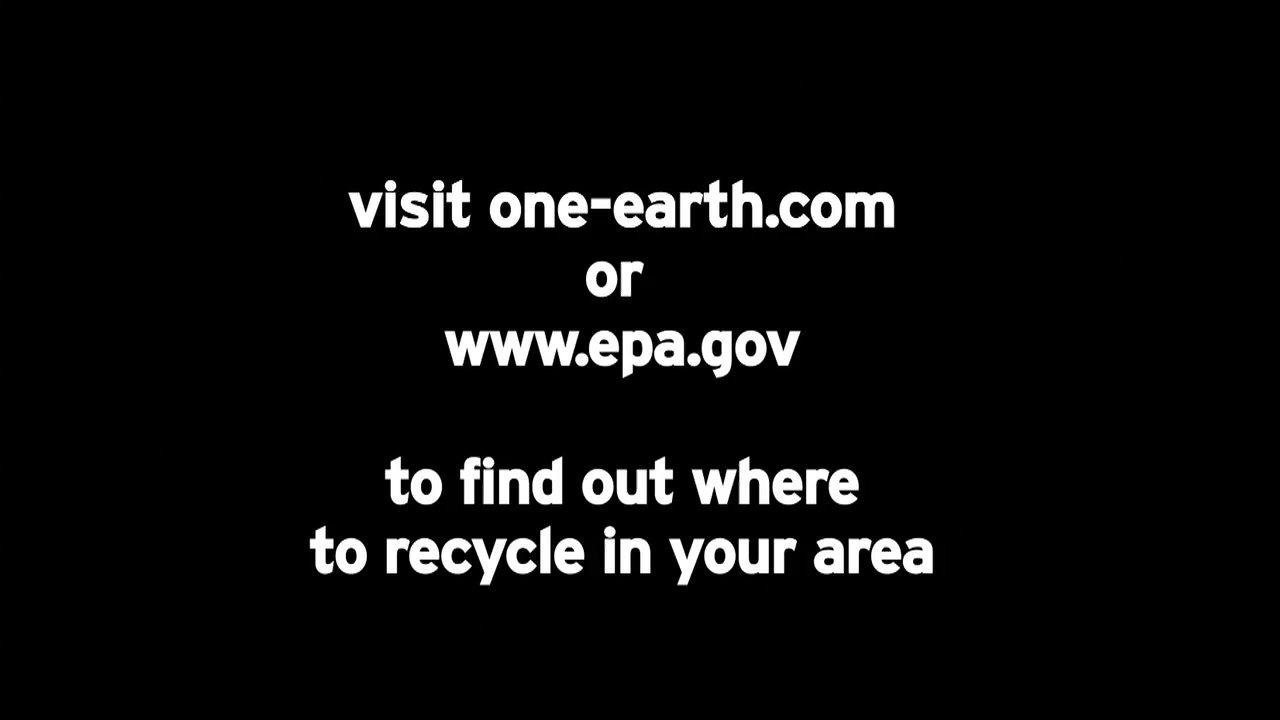 visit one-earth.com
or
www.epa.gov
to find out where
to recycle in your area